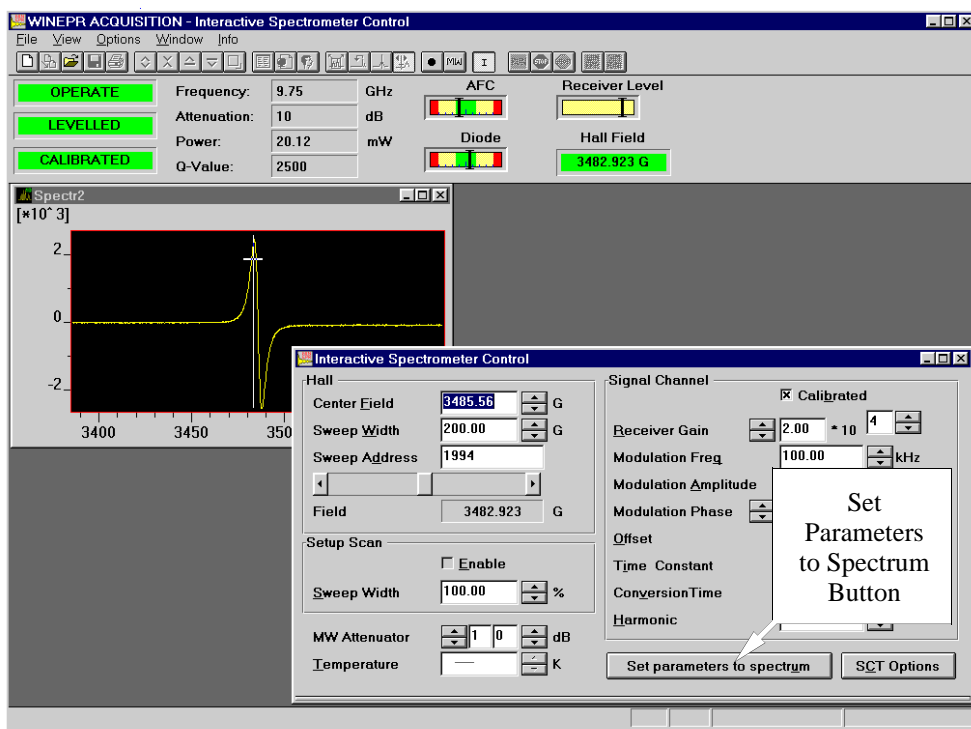 WINEPR ACQUISITION - Interactive Spectrometer Control
File View Options Window Info
MW I STOP
OPERATE Frequency: 9.75 GHz AFC Receiver Level
LEVELLED Attenuation: 10 dB
Power: 20.12 mW Diode Hall Field
CALIBRATED Q-Value: 2500 3482.923 G
Spectr2
[*10^ 3]
2
0
-2
3400 3450 350
Interactive Spectrometer Control
Hall
Center Field 3485.56 G
Sweep Width 200.00 G
Sweep Address 1994
Field 3482.923 G
Setup Scan
Enable
Sweep Width 100.00 %
MW Attenuator 1 0 dB
Temperature --- K
Signal Channel
Calibrated
Receiver Gain 2.00 * 10 4
Modulation Freq 100.00 kHz
Modulation Amplitude
Modulation Phase
Offset
Time Constant
ConversionTime
Harmonic
Set parameters to spectrum SCT Options
Set
Parameters
to Spectrum
Button